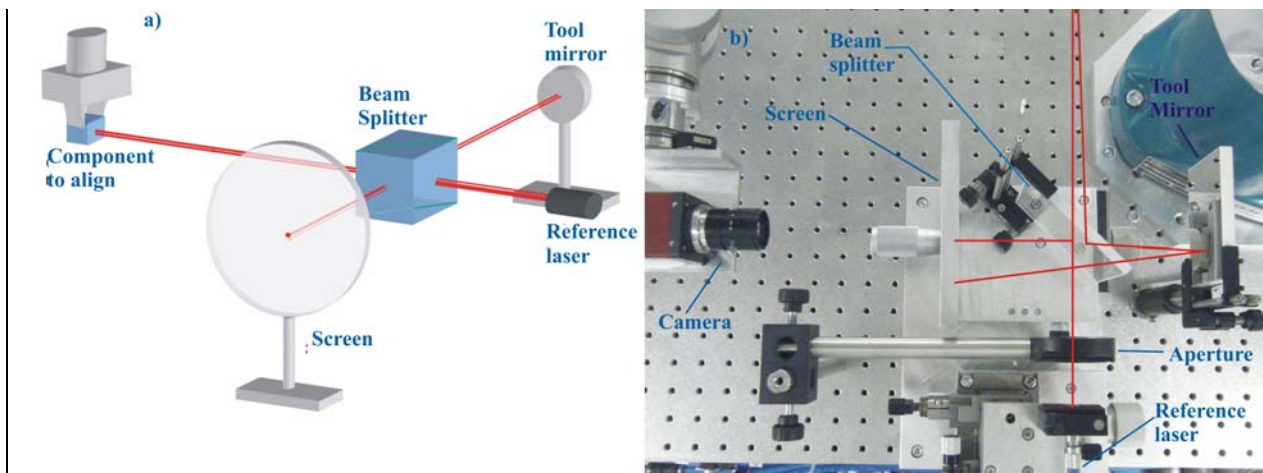 a)
Tool
mirror
Beam
Splitter
Component
to align
Reference
laser
Screen
b)
Beam
splitter
Screen
Tool
Mirror
Camera
Aperture
Reference
laser